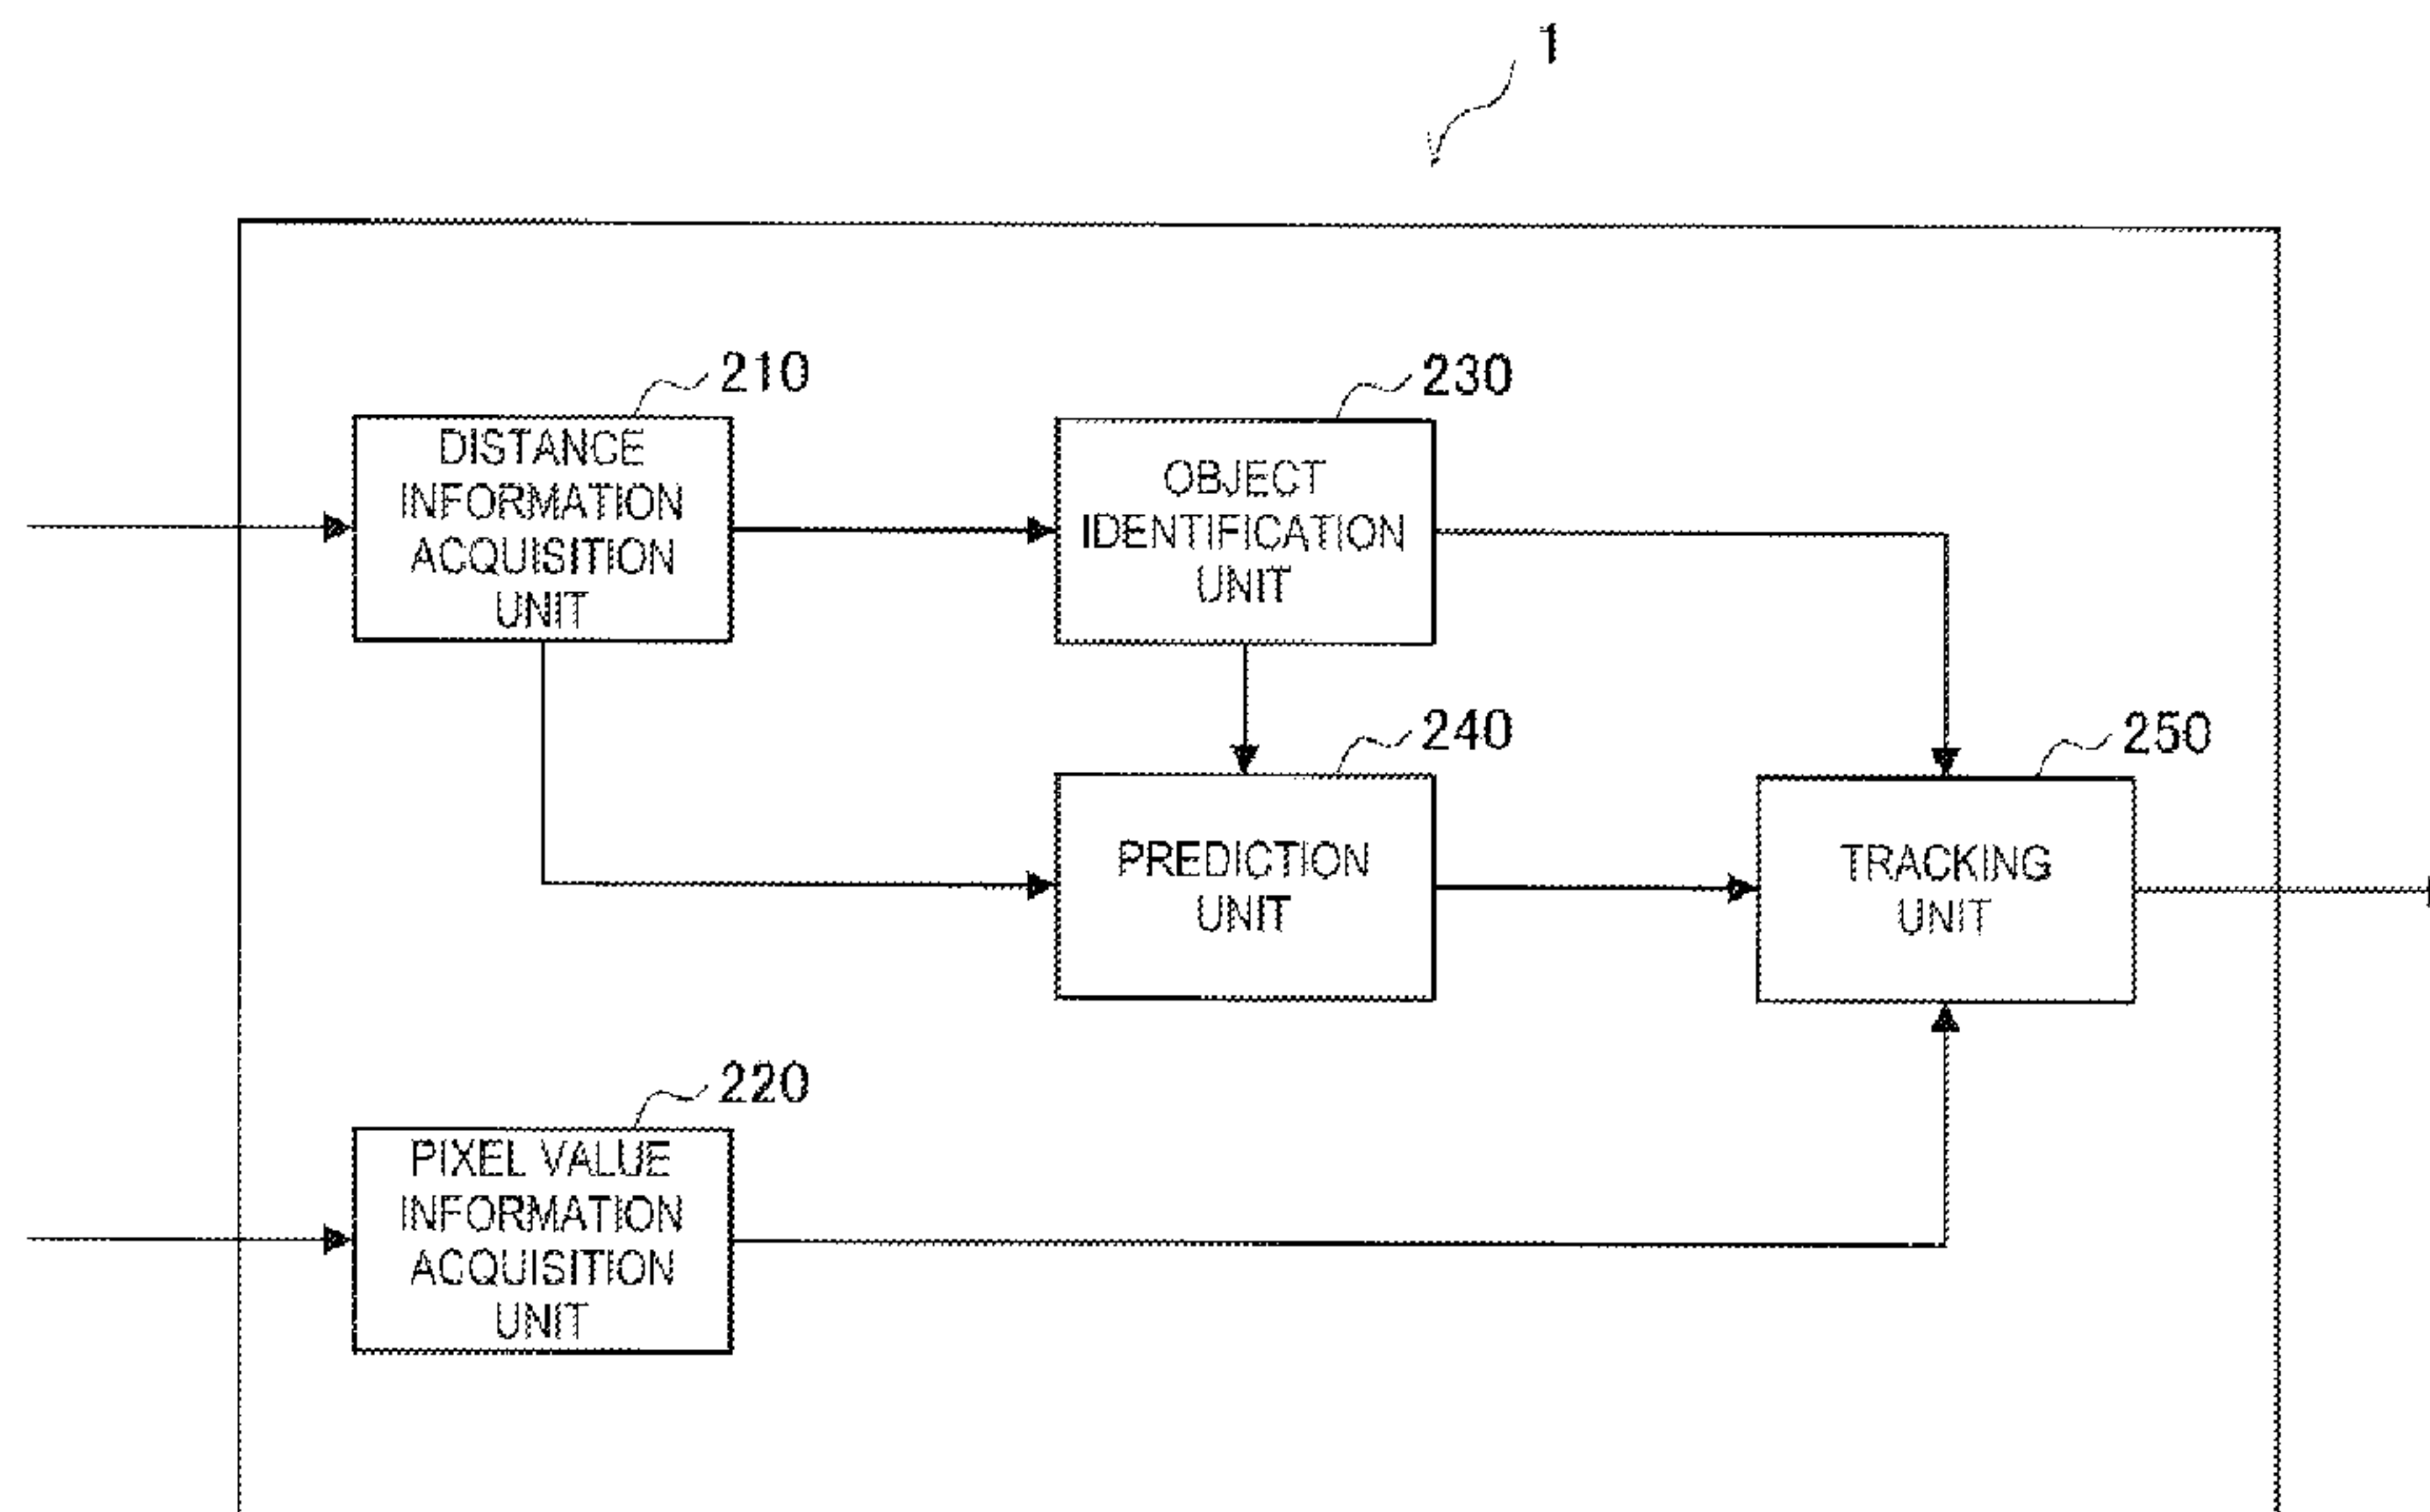 1
210
DISTANCE
INFORMATION
ACQUISITION
UNIT
230
OBJECT
IDENTIFICATION
UNIT
240
PREDICTION
UNIT
250
TRACKING
UNIT
220
PIXEL VALUE
INFORMATION
ACQUISITION
UNIT